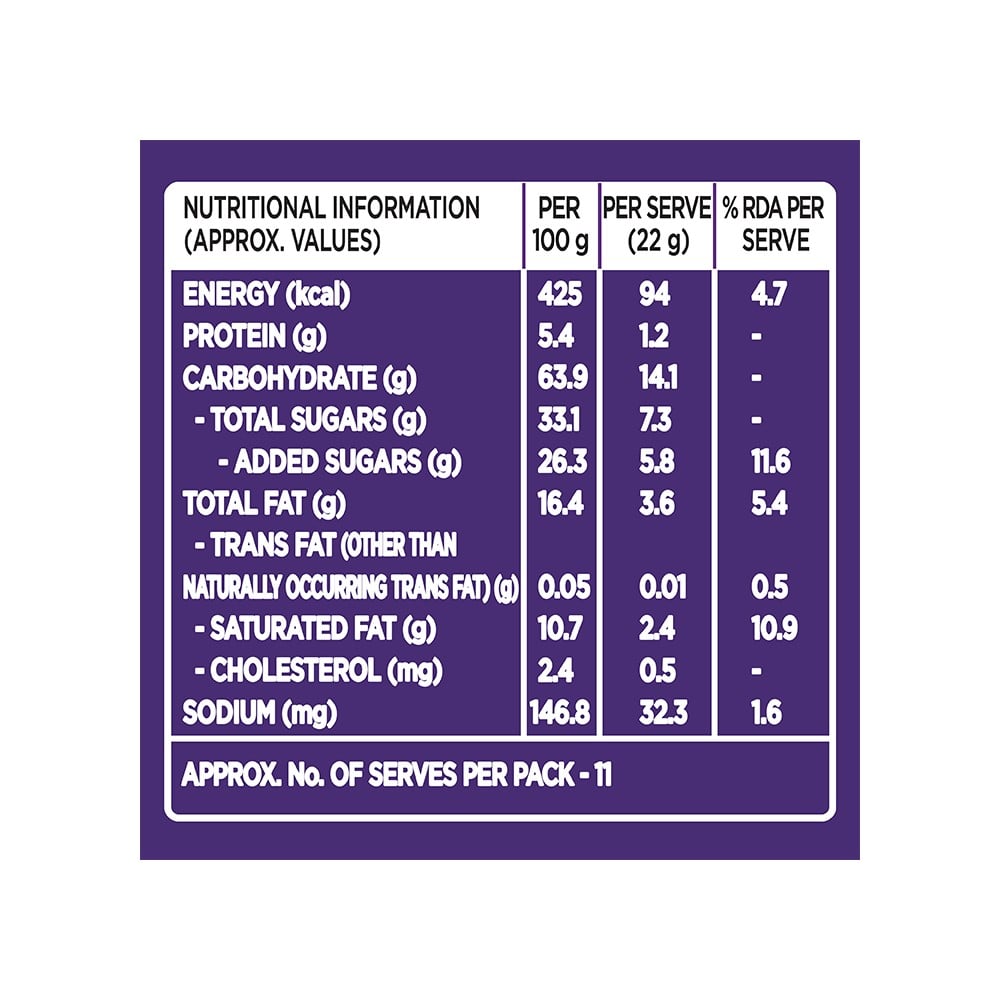 NUTRITIONAL INFORMATION (APPROX. VALUES) PER 100 g PER SERVE (22 g) % RDA PER SERVE
ENERGY (kcal) 425 94 4.7
PROTEIN (g) 5.4 1.2 -
CARBOHYDRATE (g) 63.9 14.1 -
- TOTAL SUGARS (g) 33.1 7.3 -
- ADDED SUGARS (g) 26.3 5.8 11.6
TOTAL FAT (g) 16.4 3.6 5.4
- TRANS FAT (OTHER THAN
NATURALLY OCCURRING TRANS FAT) (g) 0.05 0.01 0.5
- SATURATED FAT (g) 10.7 2.4 10.9
- CHOLESTEROL (mg) 2.4 0.5 -
SODIUM (mg) 146.8 32.3 1.6
APPROX. No. OF SERVES PER PACK - 11